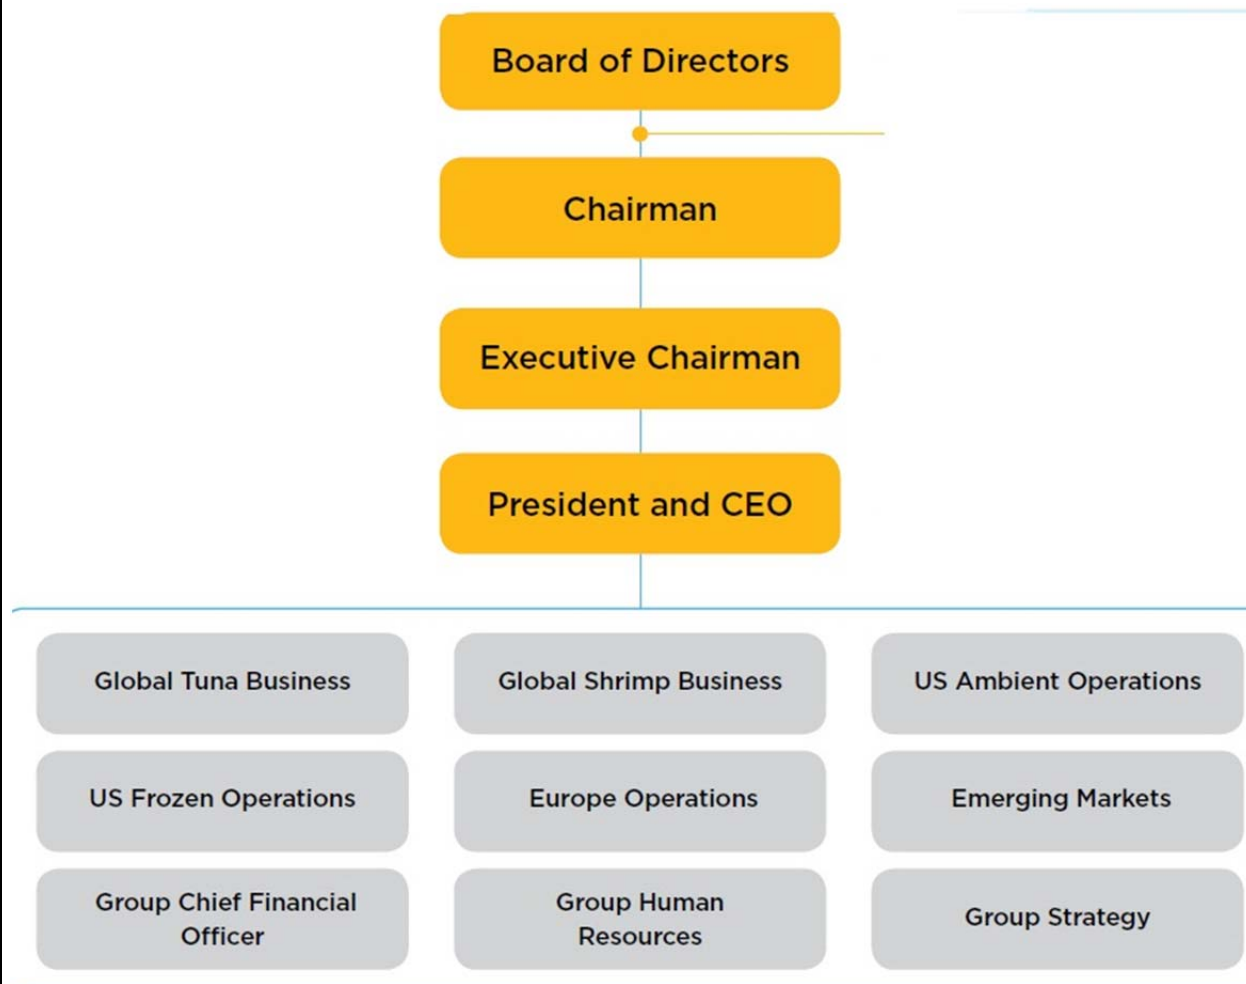 Board of Directors
Chairman
Executive Chairman
President and CEO
Global Tuna Business
Global Shrimp Business
US Ambient Operations
US Frozen Operations
Europe Operations
Emerging Markets
Group Chief Financial
Officer
Group Human
Resources
Group Strategy